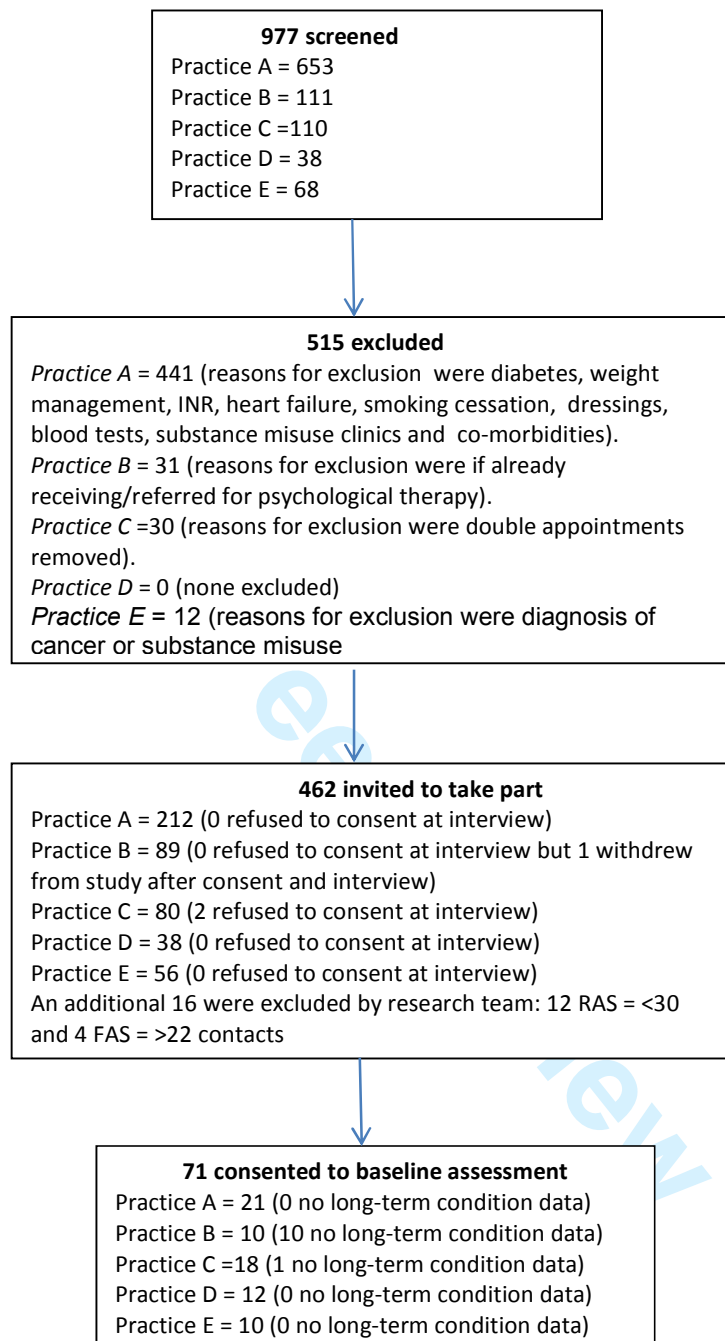 977 screened
Practice A = 653
Practice B = 111
Practice C =110
Practice D = 38
Practice E = 68
515 excluded
Practice A = 441 (reasons for exclusion were diabetes, weight
management, INR, heart failure, smoking cessation, dressings,
blood tests, substance misuse clinics and co-morbidities).
Practice B = 31 (reasons for exclusion were if already
receiving/referred for psychological therapy).
Practice C =30 (reasons for exclusion were double appointments
removed).
Practice D = 0 (none excluded)
Practice E = 12 (reasons for exclusion were diagnosis of
cancer or substance misuse
462 invited to take part
Practice A = 212 (0 refused to consent at interview)
Practice B = 89 (0 refused to consent at interview but 1 withdrew
from study after consent and interview)
Practice C = 80 (2 refused to consent at interview)
Practice D = 38 (0 refused to consent at interview)
Practice E = 56 (0 refused to consent at interview)
An additional 16 were excluded by research team: 12 RAS = <30
and 4 FAS = >22 contacts
71 consented to baseline assessment
Practice A = 21 (0 no long-term condition data)
Practice B = 10 (10 no long-term condition data)
Practice C =18 (1 no long-term condition data)
Practice D = 12 (0 no long-term condition data)
Practice E = 10 (0 no long-term condition data)